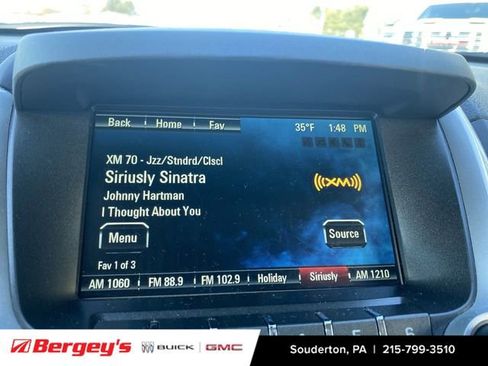 Back Home Fav 35°F 1:48 PM
XM 70 - Jzz/Stndrd/Clscl
Siriusly Sinatra
((XM))
Johnny Hartman
I Thought About You
Menu Source
Fav 1 of 3
AM 1060 FM 88.9 FM 102.9 Holiday Siriusly AM 1210
5 6
Bergey's BUICK GMC Souderton, PA | 215-799-3510